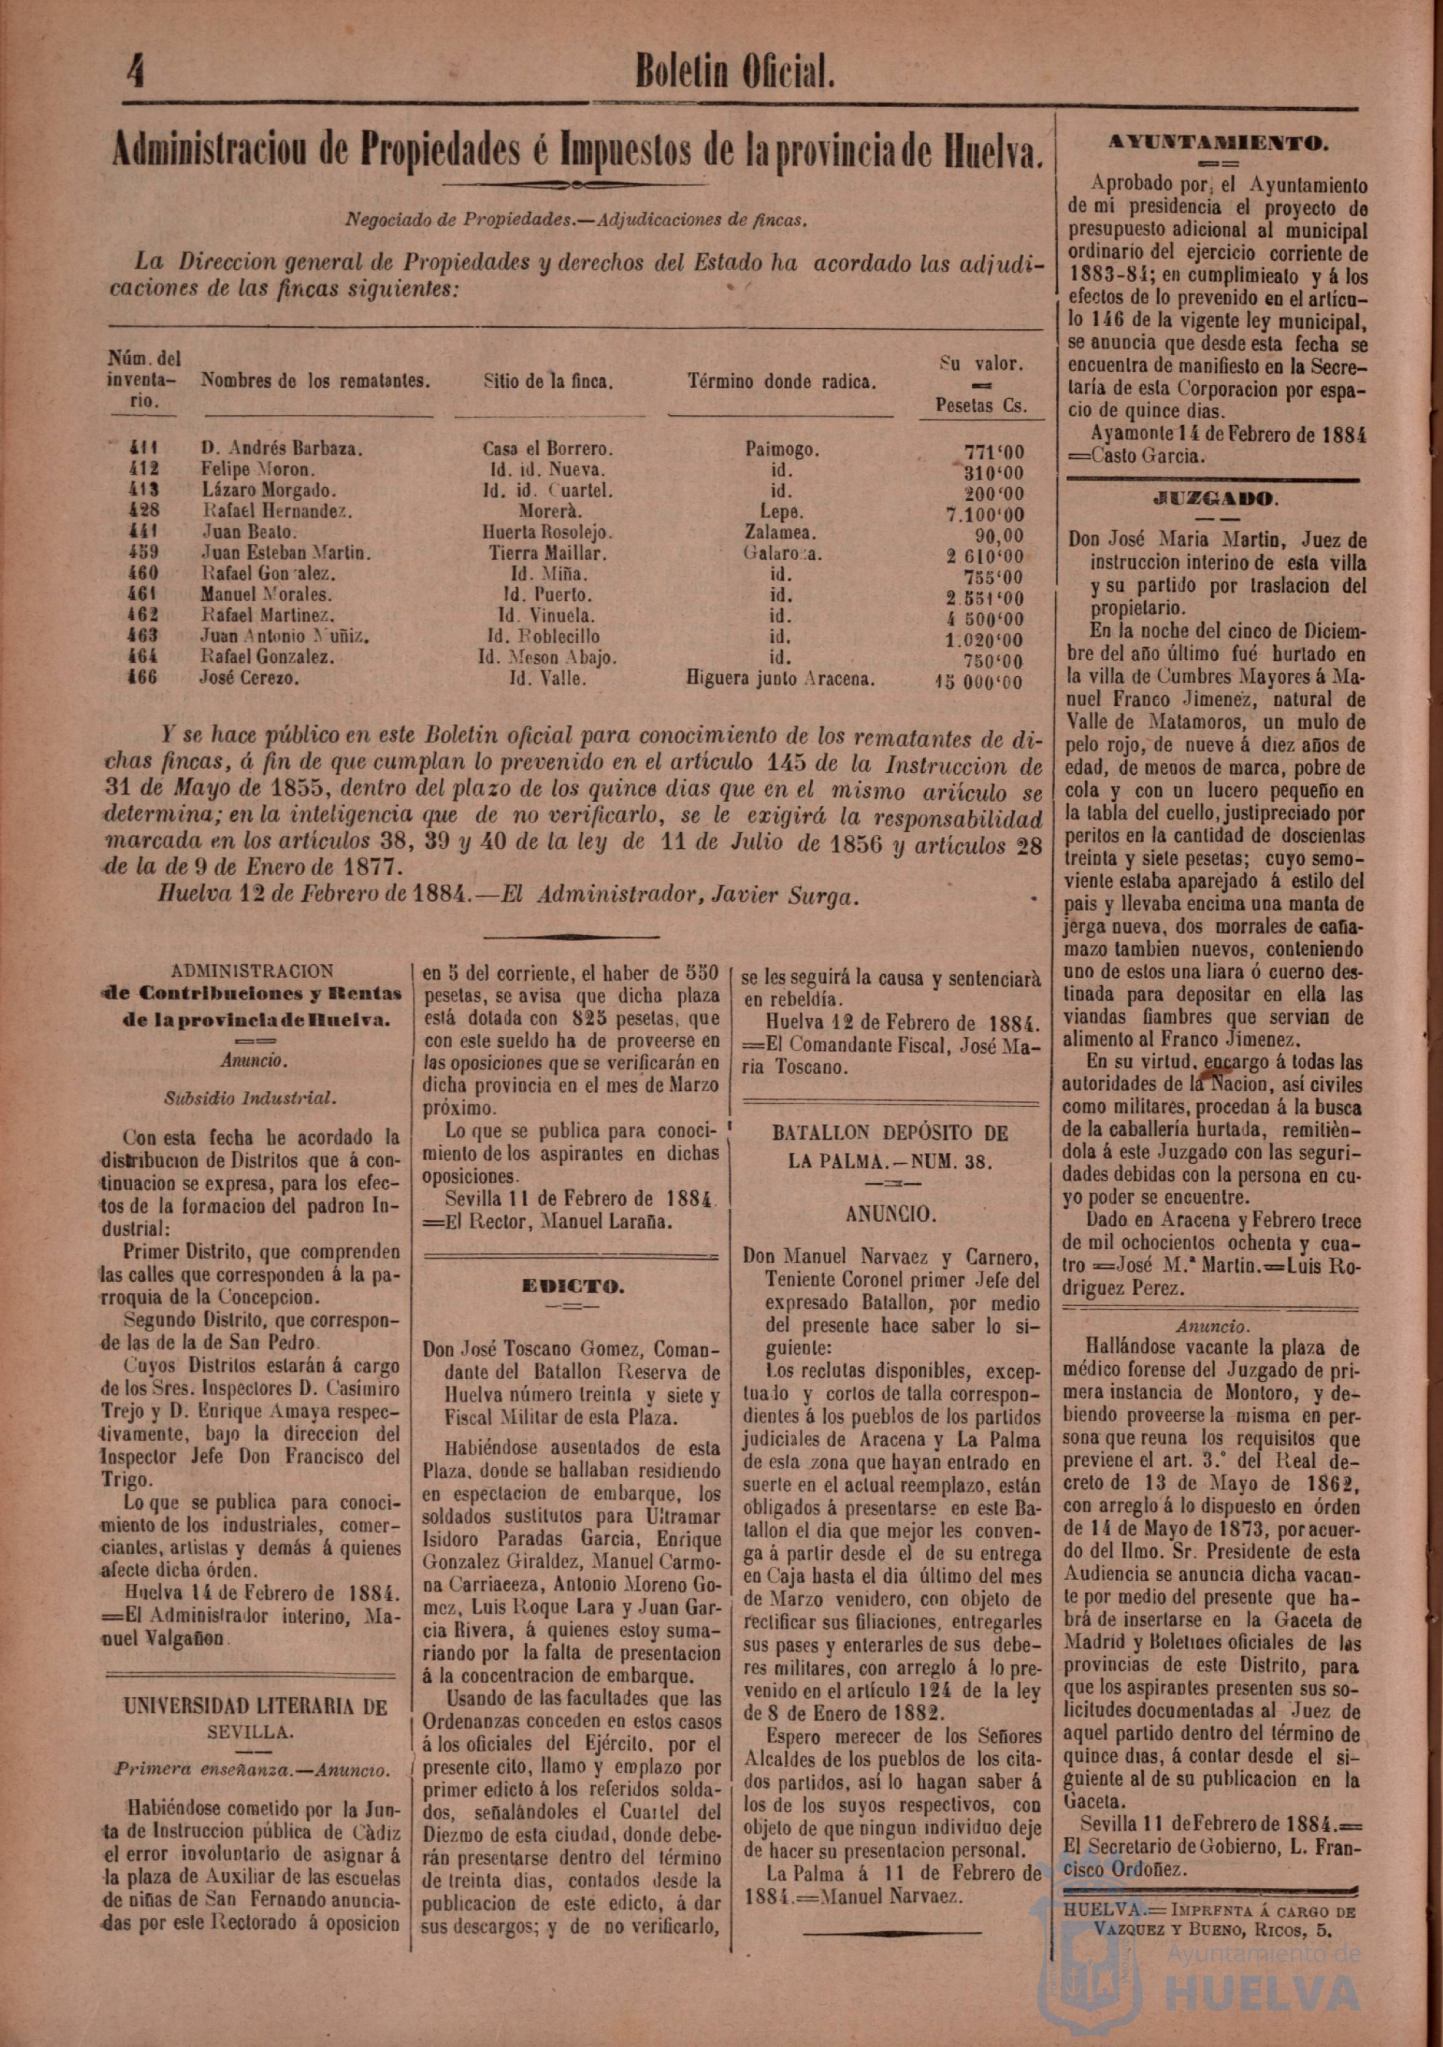 4
Boletin Oficial.
Administraciou de Propiedades é Impuestos de la provincia de Huelva.
Negociado de Propiedades.—Adjudicaciones de fincas.
La Direccion general de Propiedades y derechos del Estado ha acordado las adjudi-
caciones de las fincas siguientes:
Núm. del
inventa-
rio.
Nombres de los rematantes.
Sitio de la finca.
Término donde radica.
Su valor.
Pesetas Cs.
411 D. Andrés Barbaza. Casa el Borrero. Paimogo. 771‘00
412 Felipe Moron. Id. id. Nueva. id. 310‘00
413 Lázaro Morgado. Id. id. Cuartel. id. 200‘00
428 Rafael Hernandez. Morerà. Lepe. 7.100‘00
441 Juan Beato. Huerta Rosolejo. Zalamea. 90,00
459 Juan Esteban Martin. Tierra Maillar. Galaroza. 2 610‘00
460 Rafael Gonzalez. Id. Miña. id. 755‘00
461 Manuel Morales. Id. Puerto. id. 2.551‘00
462 Rafael Martinez. Id. Vinuela. id. 4 500‘00
463 Juan Antonio Muñiz. Id. Roblecillo id. 1.020‘00
464 Rafael Gonzalez. Id. Meson Abajo. id. 750‘00
466 José Cerezo. Id. Valle. Higuera junto Aracena. 15 000‘00
Y se hace público en este Boletin oficial para conocimiento de los rematantes de di-
chas fincas, á fin de que cumplan lo prevenido en el artículo 145 de la Instruccion de
31 de Mayo de 1855, dentro del plazo de los quince dias que en el mismo ariículo se
determina; en la inteligencia que de no verificarlo, se le exigirá la responsabilidad
marcada en los artículos 38, 39 y 40 de la ley de 11 de Julio de 1856 y artículos 28
de la de 9 de Enero de 1877.
Huelva 12 de Febrero de 1884.—El Administrador, Javier Surga.
ADMINISTRACION
de Contribuciones y Rentas
de la provincia de Huelva.
Anuncio.
Subsidio Industrial.
Con esta fecha he acordado la
distribucion de Distritos que á con-
tinuacion se expresa, para los efec-
tos de la formacion del padron In-
dustrial:
Primer Distrito, que comprenden
las calles que corresponden á la pa-
rroquia de la Concepcion.
Segundo Distrito, que correspon-
de las de la de San Pedro.
Cuyos Distritos estarán á cargo
de los Sres. Inspectores D. Casimiro
Trejo y D. Enrique Amaya respec-
tivamente, bajo la direccion del
Inspector Jefe Don Francisco del
Trigo.
Lo que se publica para conoci-
miento de los industriales, comer-
ciantes, artistas y demás á quienes
afecte dicha órden.
Huelva 14 de Febrero de 1884.
=El Administrador interino, Ma-
nuel Valgañon.
UNIVERSIDAD LITERARIA DE
SEVILLA.
Primera enseñanza.—Anuncio.
Habiéndose cometido por la Jun-
ta de Instruccion pública de Càdiz
el error involuntario de asignar á
la plaza de Auxiliar de las escuelas
de niñas de San Fernando anuncia-
das por este Rectorado á oposicion
en 5 del corriente, el haber de 550
pesetas, se avisa que dicha plaza
está dotada con 825 pesetas, que
con este sueldo ha de proveerse en
las oposiciones que se verificarán en
dicha provincia en el mes de Marzo
próximo.
Lo que se publica para conoci-
miento de los aspirantes en dichas
oposiciones.
Sevilla 11 de Febrero de 1884.
=El Rector, Manuel Laraña.
EDICTO.
Don José Toscano Gomez, Coman-
dante del Batallon Reserva de
Huelva número treinta y siete y
Fiscal Militar de esta Plaza.
Habiéndose ausentados de esta
Plaza, donde se hallaban residiendo
en espectacion de embarque, los
soldados sustitutos para Ultramar
Isidoro Paradas Garcia, Enrique
Gonzalez Giraldez, Manuel Carmo-
na Carriaeeza, Antonio Moreno Go-
mez, Luis Roque Lara y Juan Gar-
cia Rivera, á quienes estoy suma-
riando por la falta de presentacion
á la concentracion de embarque.
Usando de las facultades que las
Ordenanzas conceden en estos casos
á los oficiales del Ejército, por el
presente cito, llamo y emplazo por
primer edicto á los referidos solda-
dos, señalándoles el Cuartel del
Diezmo de esta ciudad, donde debe-
rán presentarse dentro del término
de treinta dias, contados desde la
publicacion de este edicto, á dar
sus descargos; y de no verificarlo,
se les seguirá la causa y sentenciarà
en rebeldía.
Huelva 12 de Febrero de 1884.
=El Comandante Fiscal, José Ma-
ria Toscano.
BATALLON DEPÓSITO DE
LA PALMA.—NUM. 38.
ANUNCIO.
Don Manuel Narvaez y Carnero,
Teniente Coronel primer Jefe del
expresado Batallon, por medio
del presente hace saber lo si-
guiente:
Los reclutas disponibles, excep-
tuado y cortos de talla correspon-
dientes á los pueblos de los partidos
judiciales de Aracena y La Palma
de esta zona que hayan entrado en
suerte en el actual reemplazo, están
obligados á presentarse en este Ba-
tallon el dia que mejor les conven-
ga á partir desde el de su entrega
en Caja hasta el dia último del mes
de Marzo venidero, con objeto de
rectificar sus filiaciones, entregarles
sus pases y enterarles de sus debe-
res militares, con arreglo á lo pre-
venido en el artículo 124 de la ley
de 8 de Enero de 1882.
Espero merecer de los Señores
Alcaldes de los pueblos de los cita-
dos partidos, así lo hagan saber á
los de los suyos respectivos, con
objeto de que ningun individuo deje
de hacer su presentacion personal.
La Palma á 11 de Febrero de
1884.=Manuel Narvaez.
AYUNTAMIENTO.
Aprobado por el Ayuntamiento
de mi presidencia el proyecto de
presupuesto adicional al municipal
ordinario del ejercicio corriente de
1883-84; en cumplimieato y á los
efectos de lo prevenido en el artícu-
lo 146 de la vigente ley municipal,
se anuncia que desde esta fecha se
encuentra de manifiesto en la Secre-
taría de esta Corporacion por espa-
cio de quince dias.
Ayamonte 14 de Febrero de 1884
=Casto Garcia.
JUZGADO.
Don José Maria Martin, Juez de
instruccion interino de esta villa
y su partido por traslacion del
propietario.
En la noche del cinco de Diciem-
bre del año último fué hurtado en
la villa de Cumbres Mayores á Ma-
nuel Franco Jimenez, natural de
Valle de Matamoros, un mulo de
pelo rojo, de nueve á diez años de
edad, de menos de marca, pobre de
cola y con un lucero pequeño en
la tabla del cuello, justipreciado por
peritos en la cantidad de doscientas
treinta y siete pesetas; cuyo semo-
viente estaba aparejado á estilo del
pais y llevaba encima una manta de
jerga nueva, dos morrales de caña-
mazo tambien nuevos, conteniendo
uno de estos una liara ó cuerno des-
tinada para depositar en ella las
viandas fiambres que servian de
alimento al Franco Jimenez.
En su virtud, encargo á todas las
autoridades de la Nacion, así civiles
como militares, procedan á la busca
de la caballería hurtada, remitièn-
dola á este Juzgado con las seguri-
dades debidas con la persona en cu-
yo poder se encuentre.
Dado en Aracena y Febrero trece
de mil ochocientos ochenta y cua-
tro =José M.ª Martin.=Luis Ro-
driguez Perez.
Anuncio.
Hallándose vacante la plaza de
médico forense del Juzgado de pri-
mera instancia de Montoro, y de-
biendo proveerse la misma en per-
sona que reuna los requisitos que
previene el art. 3.º del Real de-
creto de 13 de Mayo de 1862,
con arreglo á lo dispuesto en órden
de 14 de Mayo de 1873, por acuer-
do del Ilmo. Sr. Presidente de esta
Audiencia se anuncia dicha vacan-
te por medio del presente que ha-
brá de insertarse en la Gaceta de
Madrid y Boletines oficiales de las
provincias de este Distrito, para
que los aspirantes presenten sus so-
licitudes documentadas al Juez de
aquel partido dentro del término de
quince dias, á contar desde el si-
guiente al de su publicacion en la
Gaceta.
Sevilla 11 de Febrero de 1884.=
El Secretario de Gobierno, L. Fran-
cisco Ordoñez.
HUELVA.=IMPRENTA Á CARGO DE
VAZQUEZ Y BUENO, RICOS, 5.
Ayuntamiento de
HUELVA